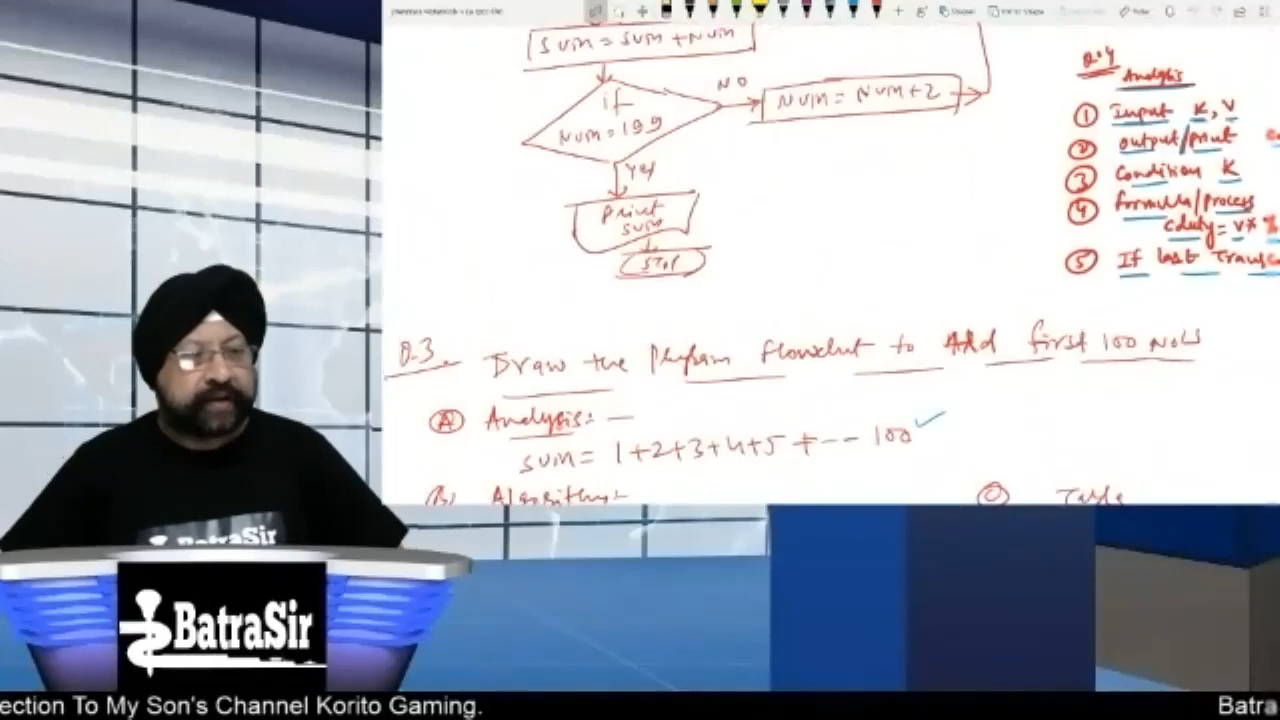 SUM = SUM + NUM
if
NUM = 199
NO
NUM = NUM + 2
Yes
Print
SUM
STOP
Q.4
Analysis
① Input K, V
② output/print
③ Condition K
④ formula/process
cduty = V* %
⑤ If last Trans
Q.3. Draw the Program flowchart to Add first 100 No's
Ⓐ Analysis:-
SUM = 1+2+3+4+5 +-- 100
Ⓑ Algorithm:-
Ⓒ Table
BatraSir
BatraSir
ection To My Son's Channel Korito Gaming.
Batra